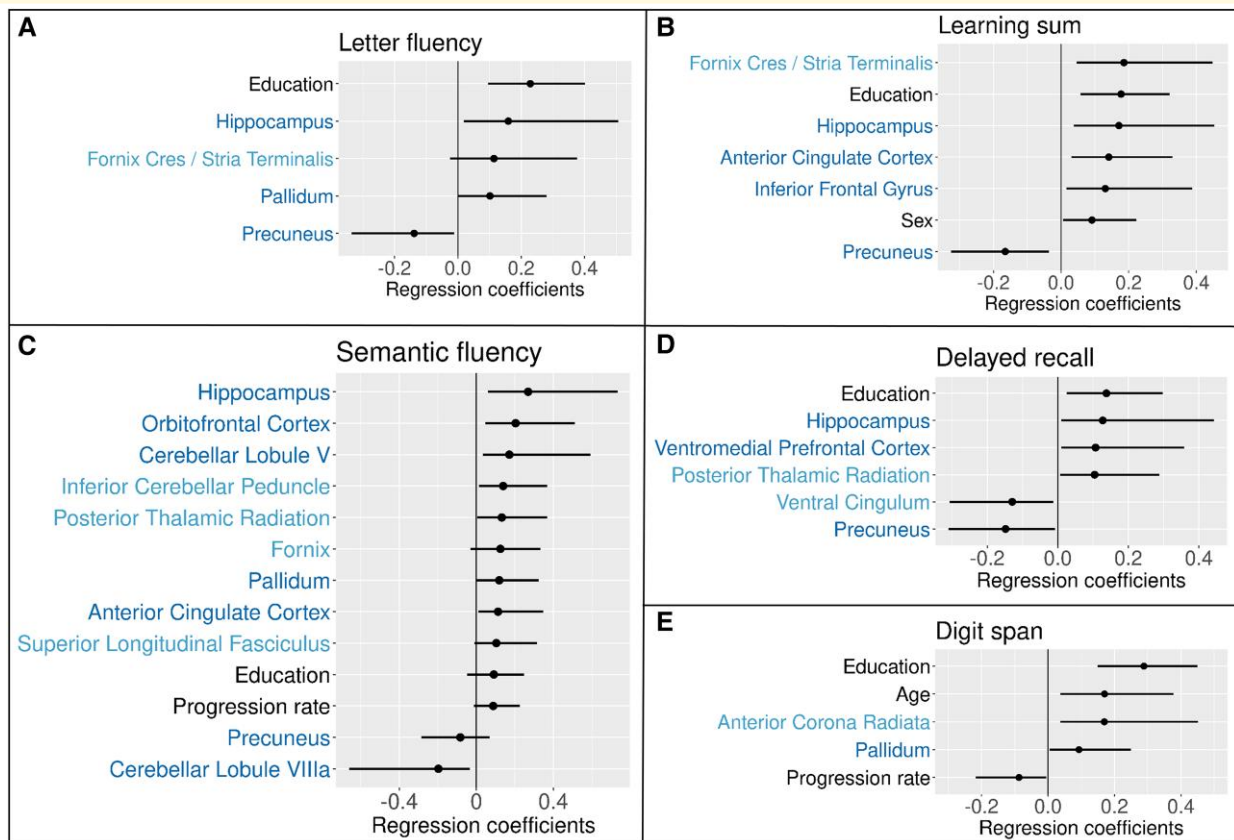 A
Letter fluency
Education
Hippocampus
Fornix Cres / Stria Terminalis
Pallidum
Precuneus
-0.2 0.0 0.2 0.4
Regression coefficients
B
Learning sum
Fornix Cres / Stria Terminalis
Education
Hippocampus
Anterior Cingulate Cortex
Inferior Frontal Gyrus
Sex
Precuneus
-0.2 0.0 0.2 0.4
Regression coefficients
C
Semantic fluency
Hippocampus
Orbitofrontal Cortex
Cerebellar Lobule V
Inferior Cerebellar Peduncle
Posterior Thalamic Radiation
Fornix
Pallidum
Anterior Cingulate Cortex
Superior Longitudinal Fasciculus
Education
Progression rate
Precuneus
Cerebellar Lobule VIIIa
-0.4 0 0.4
Regression coefficients
D
Delayed recall
Education
Hippocampus
Ventromedial Prefrontal Cortex
Posterior Thalamic Radiation
Ventral Cingulum
Precuneus
-0.2 0.0 0.2 0.4
Regression coefficients
E
Digit span
Education
Age
Anterior Corona Radiata
Pallidum
Progression rate
-0.2 0.0 0.2 0.4
Regression coefficients